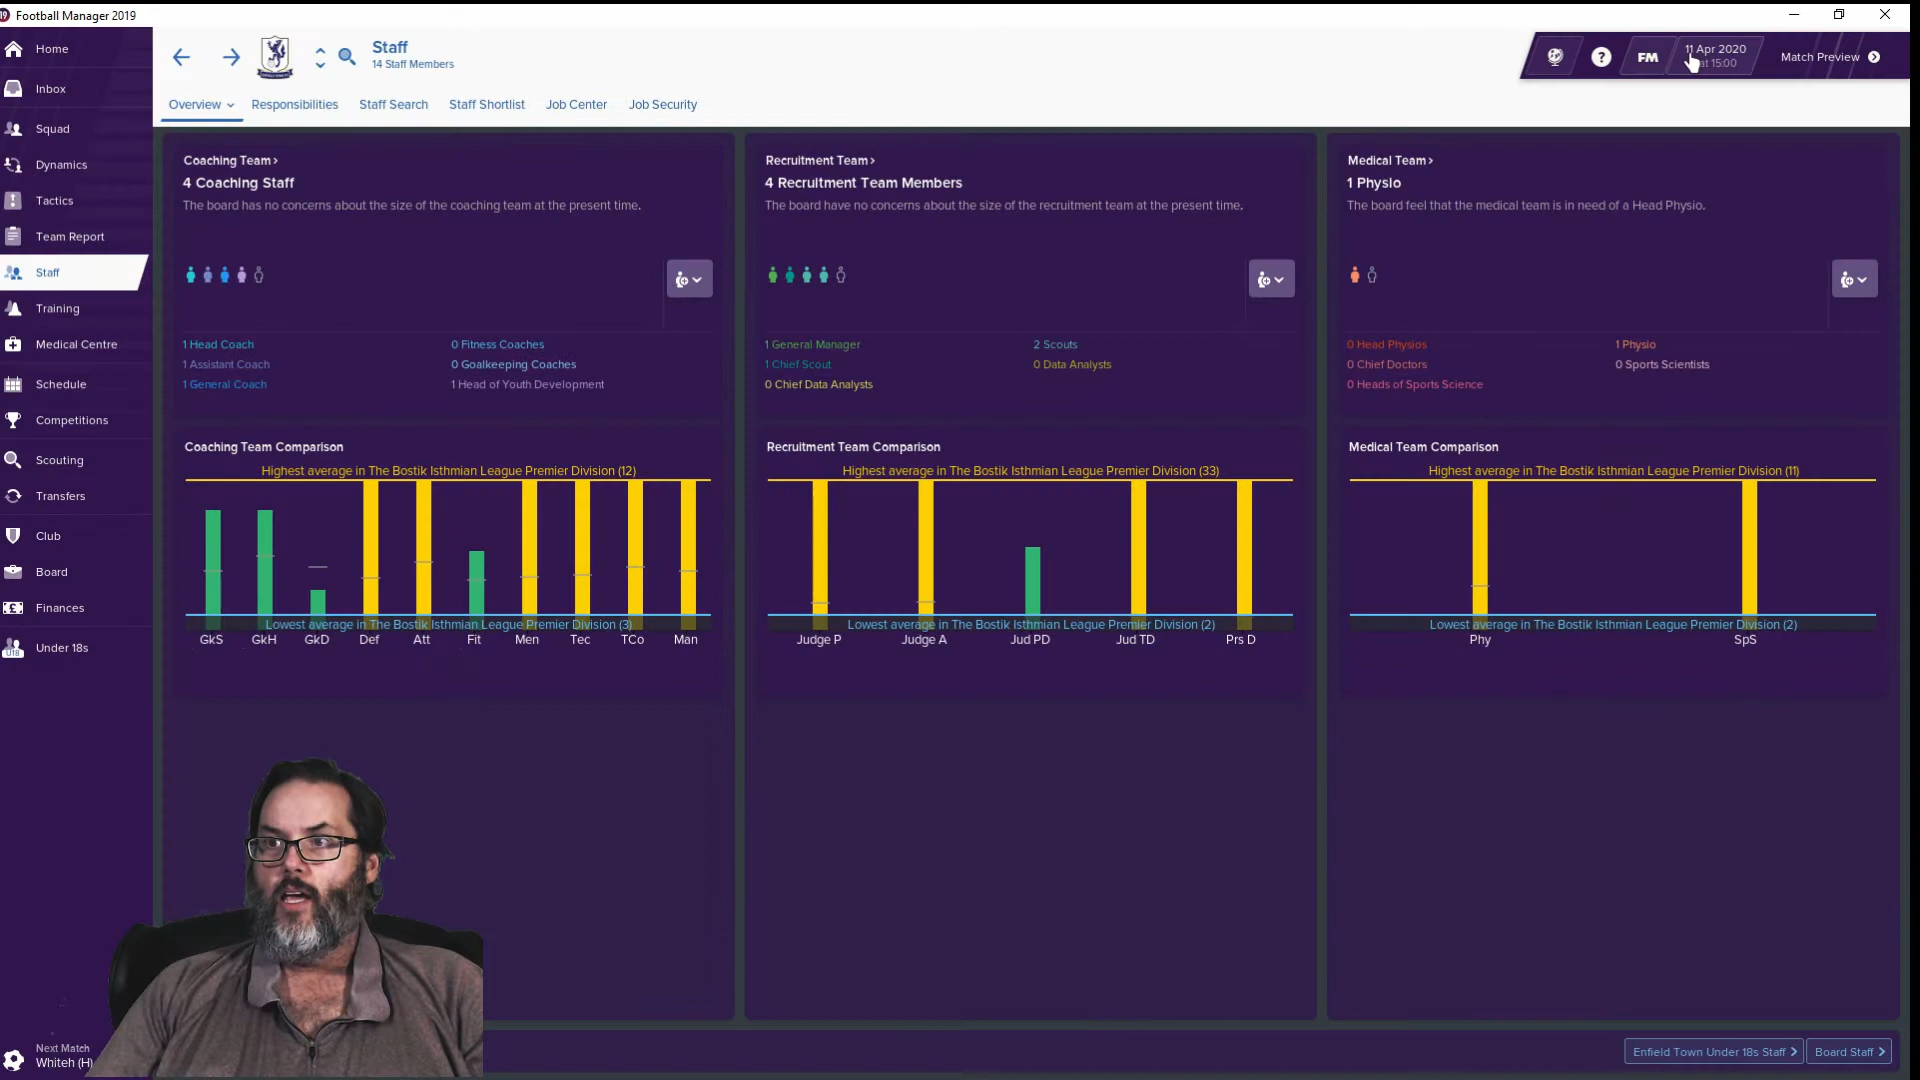 Football Manager 2019
Home
Inbox
Squad
Dynamics
Tactics
Team Report
Staff
Training
Medical Centre
Schedule
Competitions
Scouting
Transfers
Club
Board
Finances
Under 18s
Next Match
Whiteh (H)
Staff
14 Staff Members
FM
11 Apr 2020
at 15:00
Match Preview
Overview
Responsibilities
Staff Search
Staff Shortlist
Job Center
Job Security
Coaching Team >
4 Coaching Staff
The board has no concerns about the size of the coaching team at the present time.
1 Head Coach
0 Fitness Coaches
1 Assistant Coach
0 Goalkeeping Coaches
1 General Coach
1 Head of Youth Development
Coaching Team Comparison
Highest average in The Bostik Isthmian League Premier Division (12)
Lowest average in The Bostik Isthmian League Premier Division (3)
GkS GkH GkD Def Att Fit Men Tec TCo Man
Recruitment Team >
4 Recruitment Team Members
The board have no concerns about the size of the recruitment team at the present time.
1 General Manager
2 Scouts
1 Chief Scout
0 Data Analysts
0 Chief Data Analysts
Recruitment Team Comparison
Highest average in The Bostik Isthmian League Premier Division (33)
Lowest average in The Bostik Isthmian League Premier Division (2)
Judge P Judge A Jud PD Jud TD Prs D
Medical Team >
1 Physio
The board feel that the medical team is in need of a Head Physio.
0 Head Physios
1 Physio
0 Chief Doctors
0 Sports Scientists
0 Heads of Sports Science
Medical Team Comparison
Highest average in The Bostik Isthmian League Premier Division (11)
Lowest average in The Bostik Isthmian League Premier Division (2)
Phy SpS
Enfield Town Under 18s Staff >
Board Staff >